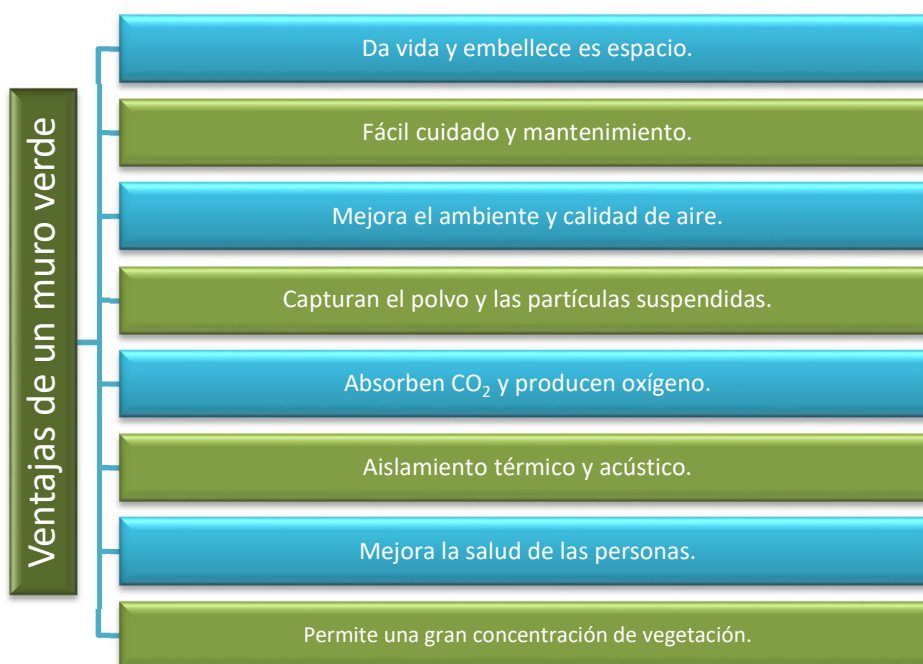 Ventajas de un muro verde
Da vida y embellece es espacio.
Fácil cuidado y mantenimiento.
Mejora el ambiente y calidad de aire.
Capturan el polvo y las partículas suspendidas.
Absorben CO₂ y producen oxígeno.
Aislamiento térmico y acústico.
Mejora la salud de las personas.
Permite una gran concentración de vegetación.